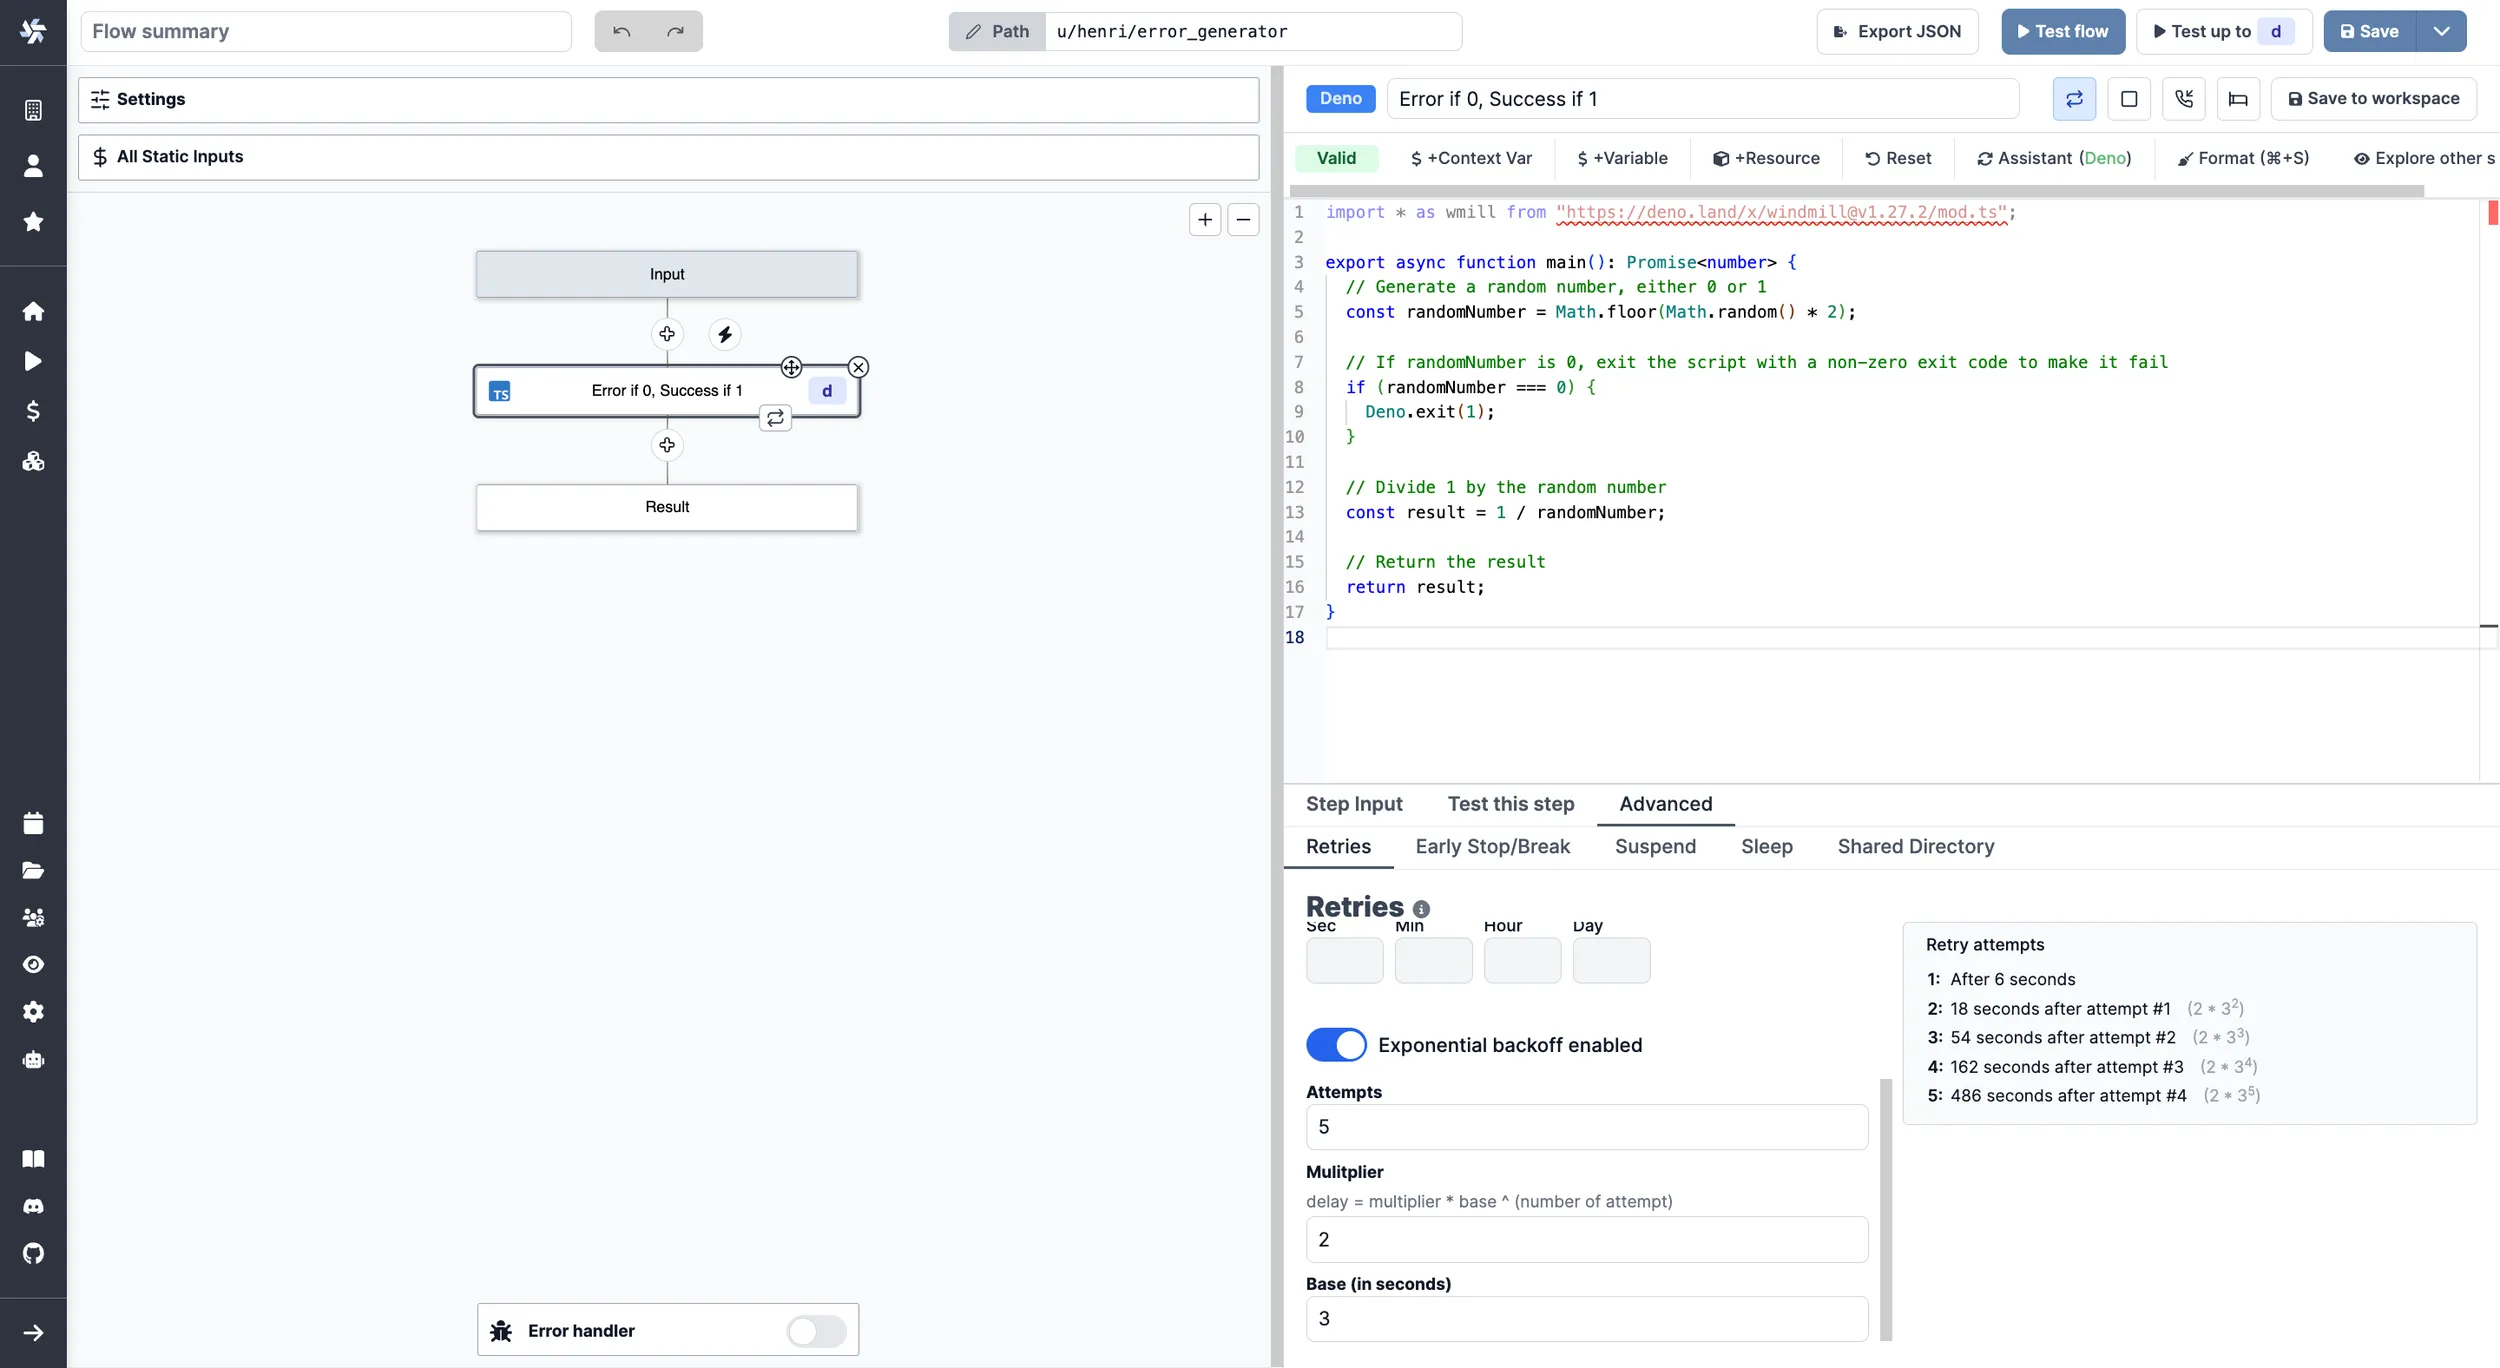 Flow summary
Path
u/henri/error_generator
Export JSON
Test flow
Test up to d
Save
Settings
All Static Inputs
Input
TS
Error if 0, Success if 1
d
Result
Error handler
Deno
Error if 0, Success if 1
Save to workspace
Valid
$ +Context Var
$ +Variable
+Resource
Reset
Assistant (Deno)
Format (⌘+S)
Explore other s
1 import * as wmill from "https://deno.land/x/windmill@v1.27.2/mod.ts";
2
3 export async function main(): Promise<number> {
4 // Generate a random number, either 0 or 1
5 const randomNumber = Math.floor(Math.random() * 2);
6
7 // If randomNumber is 0, exit the script with a non-zero exit code to make it fail
8 if (randomNumber === 0) {
9 Deno.exit(1);
10 }
11
12 // Divide 1 by the random number
13 const result = 1 / randomNumber;
14
15 // Return the result
16 return result;
17 }
18
Step Input
Test this step
Advanced
Retries
Early Stop/Break
Suspend
Sleep
Shared Directory
Retries
Sec
Min
Hour
Day
Exponential backoff enabled
Attempts
5
Mulitplier
delay = multiplier * base ^ (number of attempt)
2
Base (in seconds)
3
Retry attempts
1: After 6 seconds
2: 18 seconds after attempt #1 (2 * 3²)
3: 54 seconds after attempt #2 (2 * 3³)
4: 162 seconds after attempt #3 (2 * 3⁴)
5: 486 seconds after attempt #4 (2 * 3⁵)